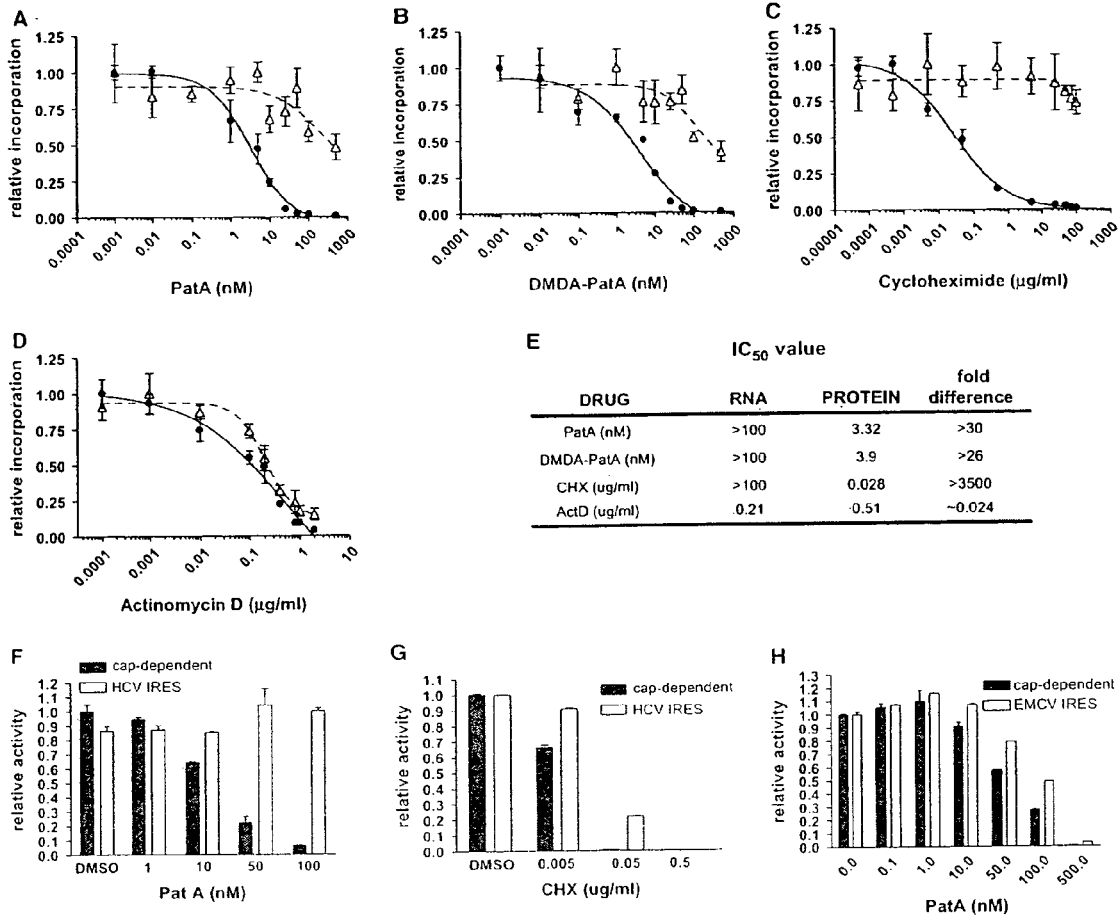 A
relative incorporation
1.25
1.00
0.75
0.50
0.25
0.00
0.0001
0.001
0.01
0.1
1
10
100
1000
PatA (nM)
B
relative incorporation
1.25
1.00
0.75
0.50
0.25
0.00
0.0001
0.001
0.01
0.1
1
10
100
1000
DMDA-PatA (nM)
C
relative incorporation
1.25
1.00
0.75
0.50
0.25
0.00
0.00001
0.0001
0.001
0.01
0.1
1
10
100
1000
Cycloheximide (µg/ml)
D
relative incorporation
1.25
1.00
0.75
0.50
0.25
0.00
0.0001
0.001
0.01
0.1
1
10
Actinomycin D (µg/ml)
E
IC50 value
DRUG RNA PROTEIN fold difference
PatA (nM) >100 3.32 >30
DMDA-PatA (nM) >100 3.9 >26
CHX (ug/ml) >100 0.028 >3500
ActD (ug/ml) 0.21 0.51 ~0.024
F
cap-dependent
HCV IRES
relative activity
1.2
1.1
1.0
0.9
0.8
0.7
0.6
0.5
0.4
0.3
0.2
0.1
0.0
DMSO 1 10 50 100
Pat A (nM)
G
cap-dependent
HCV IRES
relative activity
1.1
1.0
0.9
0.8
0.7
0.6
0.5
0.4
0.3
0.2
0.1
0.0
DMSO 0.005 0.05 0.5
CHX (ug/ml)
H
cap-dependent
EMCV IRES
relative activity
1.3
1.2
1.1
1.0
0.9
0.8
0.7
0.6
0.5
0.4
0.3
0.2
0.1
0.0
0.0 0.1 1.0 10.0 50.0 100.0 500.0
PatA (nM)